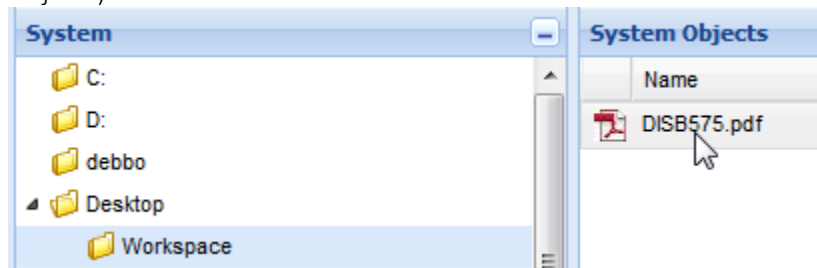 System
C:
D:
debbo
Desktop
Workspace
System Objects
Name
DISB575.pdf